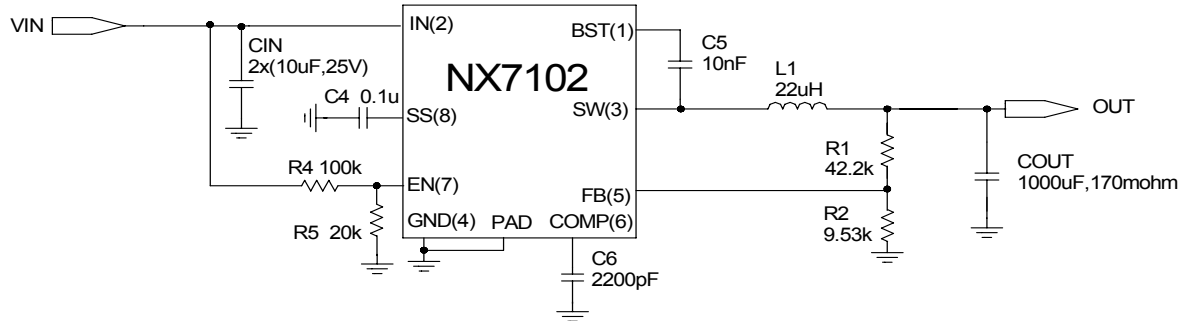 VIN
IN(2)
BST(1)
CIN
2x(10uF,25V)
C5
10nF
NX7102
L1
22uH
C4 0.1u
SS(8)
SW(3)
OUT
R1
42.2k
COUT
1000uF,170mohm
R4 100k
EN(7)
FB(5)
R5 20k
GND(4)
PAD
COMP(6)
R2
9.53k
C6
2200pF